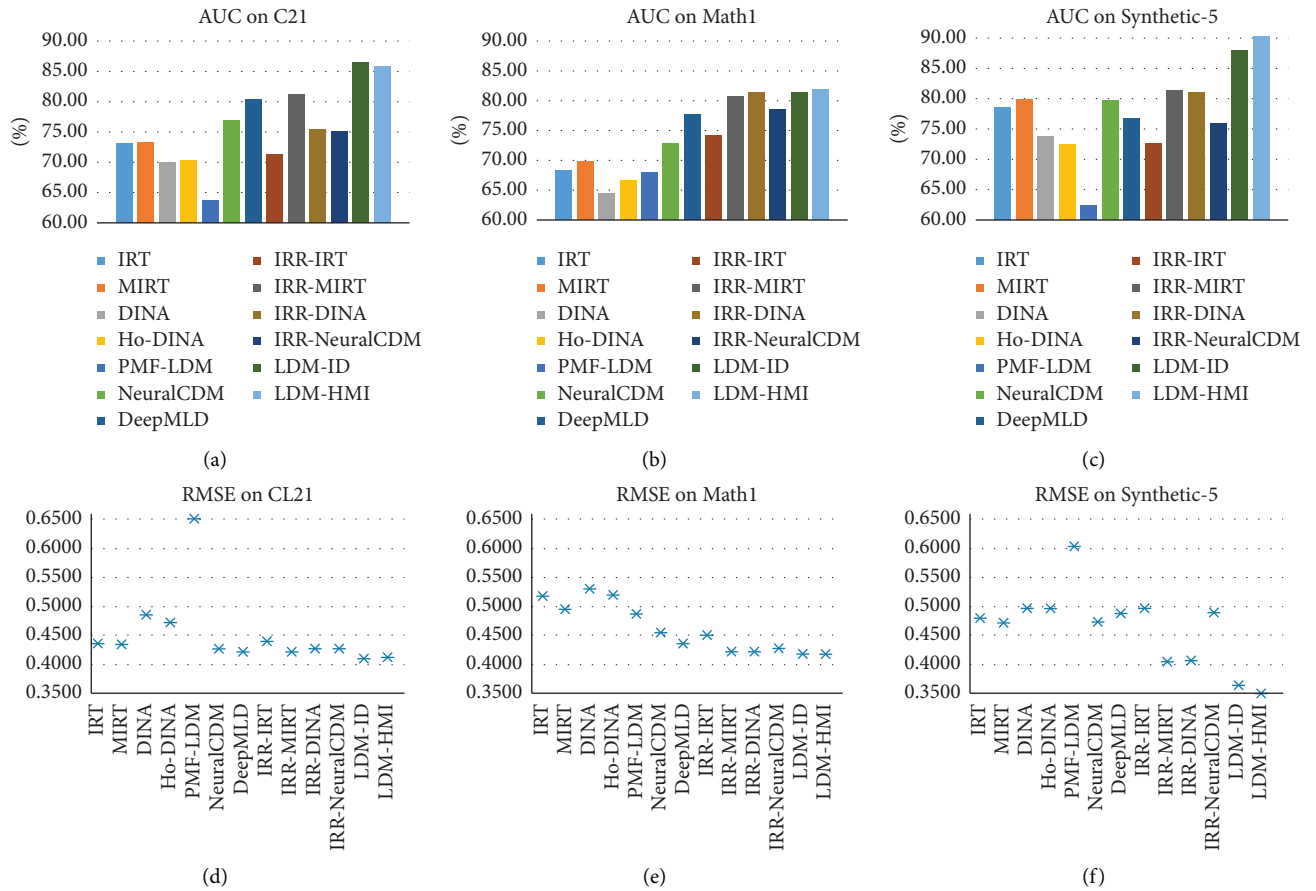 AUC on C21
90.00
85.00
80.00
75.00
70.00
65.00
60.00
(%)
IRT
MIRT
DINA
Ho-DINA
PMF-LDM
NeuralCDM
DeepMLD
IRR-IRT
IRR-MIRT
IRR-DINA
IRR-NeuralCDM
LDM-ID
LDM-HMI
(a)
AUC on Math1
90.00
85.00
80.00
75.00
70.00
65.00
60.00
(%)
IRT
MIRT
DINA
Ho-DINA
PMF-LDM
NeuralCDM
DeepMLD
IRR-IRT
IRR-MIRT
IRR-DINA
IRR-NeuralCDM
LDM-ID
LDM-HMI
(b)
AUC on Synthetic-5
90.00
85.00
80.00
75.00
70.00
65.00
60.00
(%)
IRT
MIRT
DINA
Ho-DINA
PMF-LDM
NeuralCDM
DeepMLD
IRR-IRT
IRR-MIRT
IRR-DINA
IRR-NeuralCDM
LDM-ID
LDM-HMI
(c)
RMSE on CL21
0.6500
0.6000
0.5500
0.5000
0.4500
0.4000
0.3500
IRT
MIRT
DINA
Ho-DINA
PMF-LDM
NeuralCDM
DeepMLD
IRR-IRT
IRR-MIRT
IRR-DINA
IRR-NeuralCDM
LDM-ID
LDM-HMI
(d)
RMSE on Math1
0.6500
0.6000
0.5500
0.5000
0.4500
0.4000
0.3500
IRT
MIRT
DINA
Ho-DINA
PMF-LDM
NeuralCDM
DeepMLD
IRR-IRT
IRR-MIRT
IRR-DINA
IRR-NeuralCDM
LDM-ID
LDM-HMI
(e)
RMSE on Synthetic-5
0.6500
0.6000
0.5500
0.5000
0.4500
0.4000
0.3500
IRT
MIRT
DINA
Ho-DINA
PMF-LDM
NeuralCDM
DeepMLD
IRR-IRT
IRR-MIRT
IRR-DINA
IRR-NeuralCDM
LDM-ID
LDM-HMI
(f)